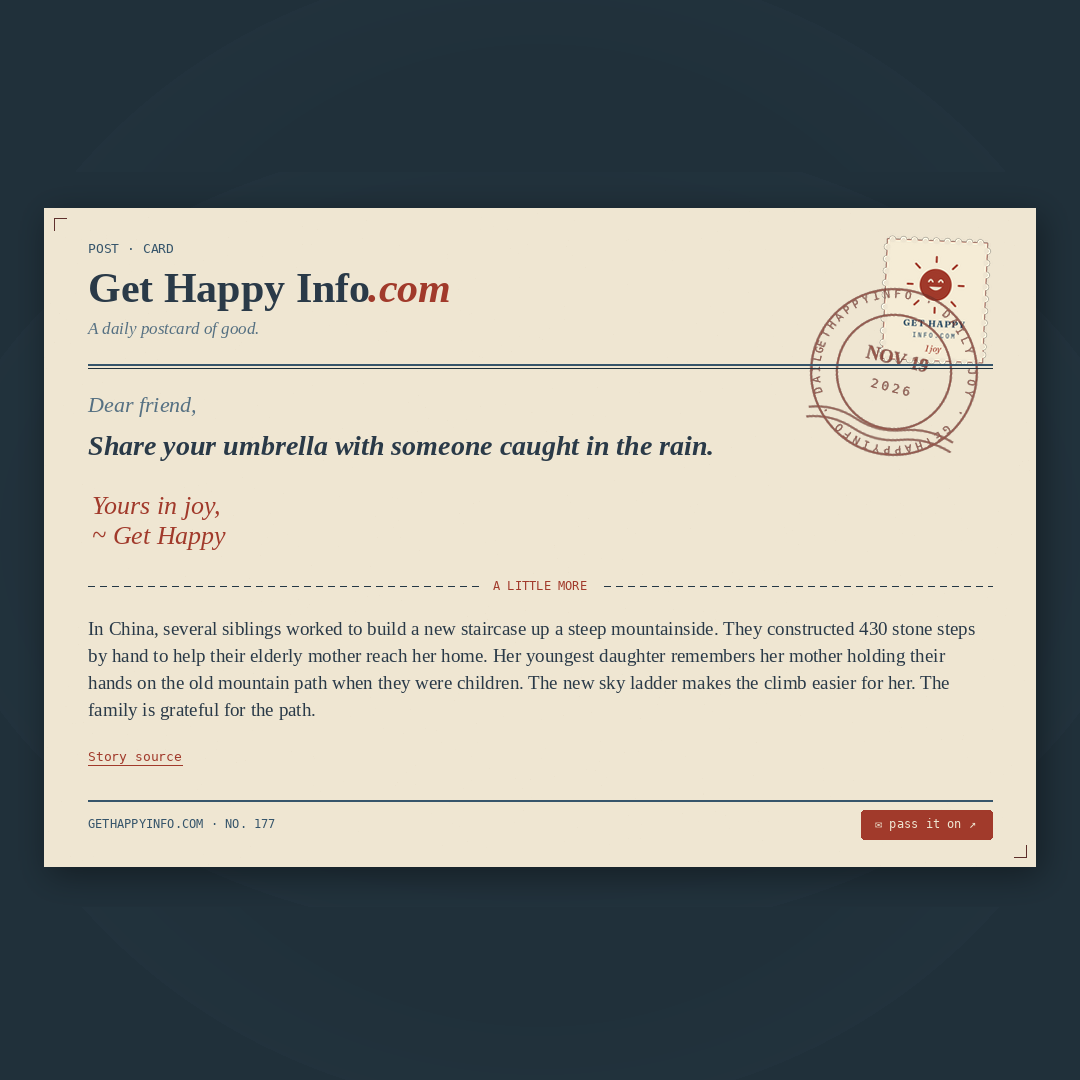 POST · CARD
Get Happy Info.com
A daily postcard of good.
GET HAPPY
INFO.COM
1 joy
GETHAPPYINFO · DAILY JOY · GETHAPPYINFO · DAIL
NOV 19
2026
Dear friend,
Share your umbrella with someone caught in the rain.
Yours in joy,
~ Get Happy
A LITTLE MORE
In China, several siblings worked to build a new staircase up a steep mountainside. They constructed 430 stone steps
by hand to help their elderly mother reach her home. Her youngest daughter remembers her mother holding their
hands on the old mountain path when they were children. The new sky ladder makes the climb easier for her. The
family is grateful for the path.
Story source
GETHAPPYINFO.COM · NO. 177
✉ pass it on ↗